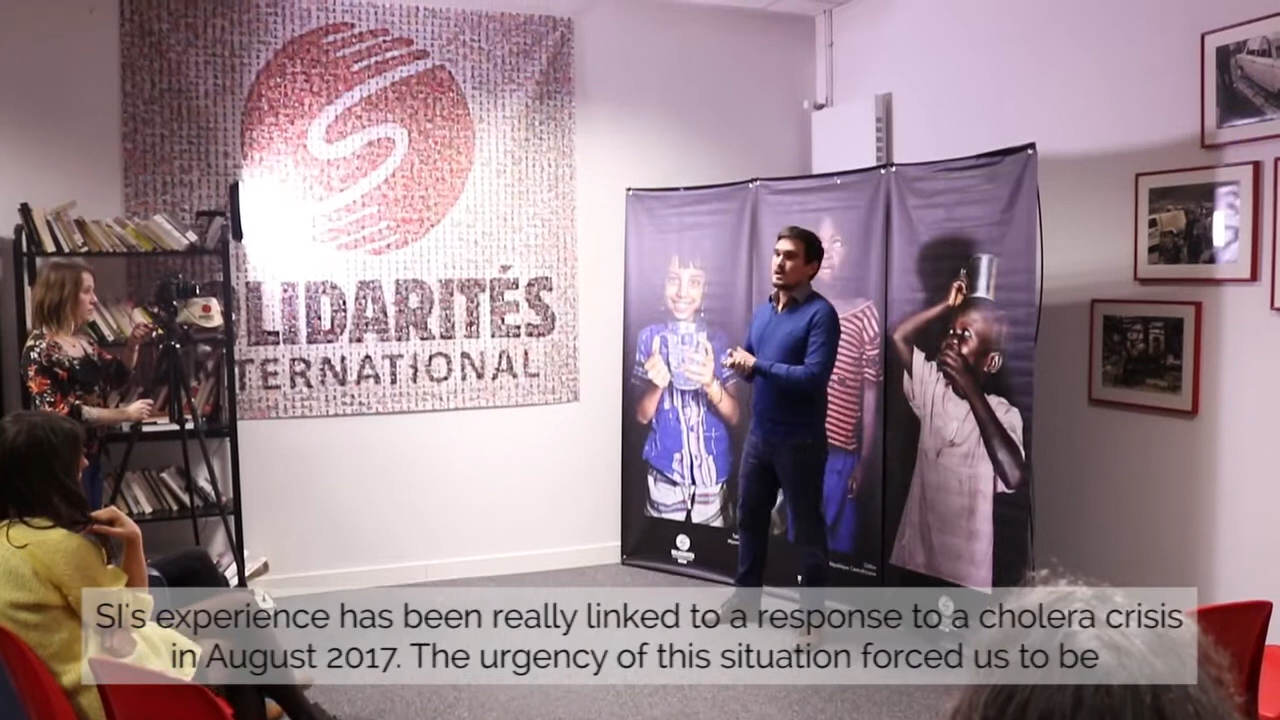 LIDARITÉS
TERNATIONAL
SI's experience has been really linked to a response to a cholera crisis
in August 2017. The urgency of this situation forced us to be